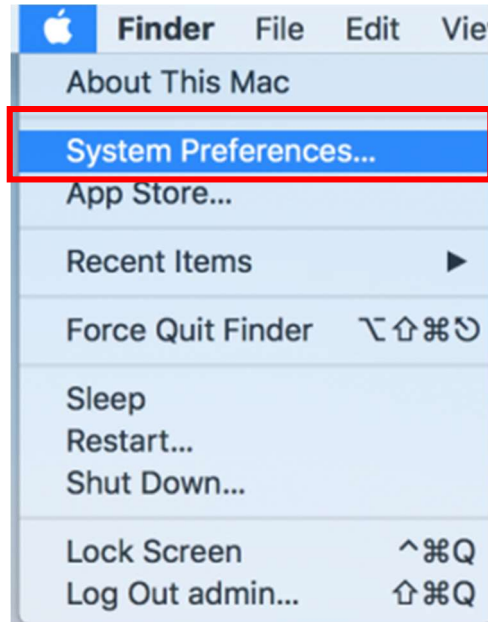 Finder File Edit Vie
About This Mac
System Preferences...
App Store...
Recent Items ▶
Force Quit Finder ⌥⇧⌘⎋
Sleep
Restart...
Shut Down...
Lock Screen ^⌘Q
Log Out admin... ⇧⌘Q